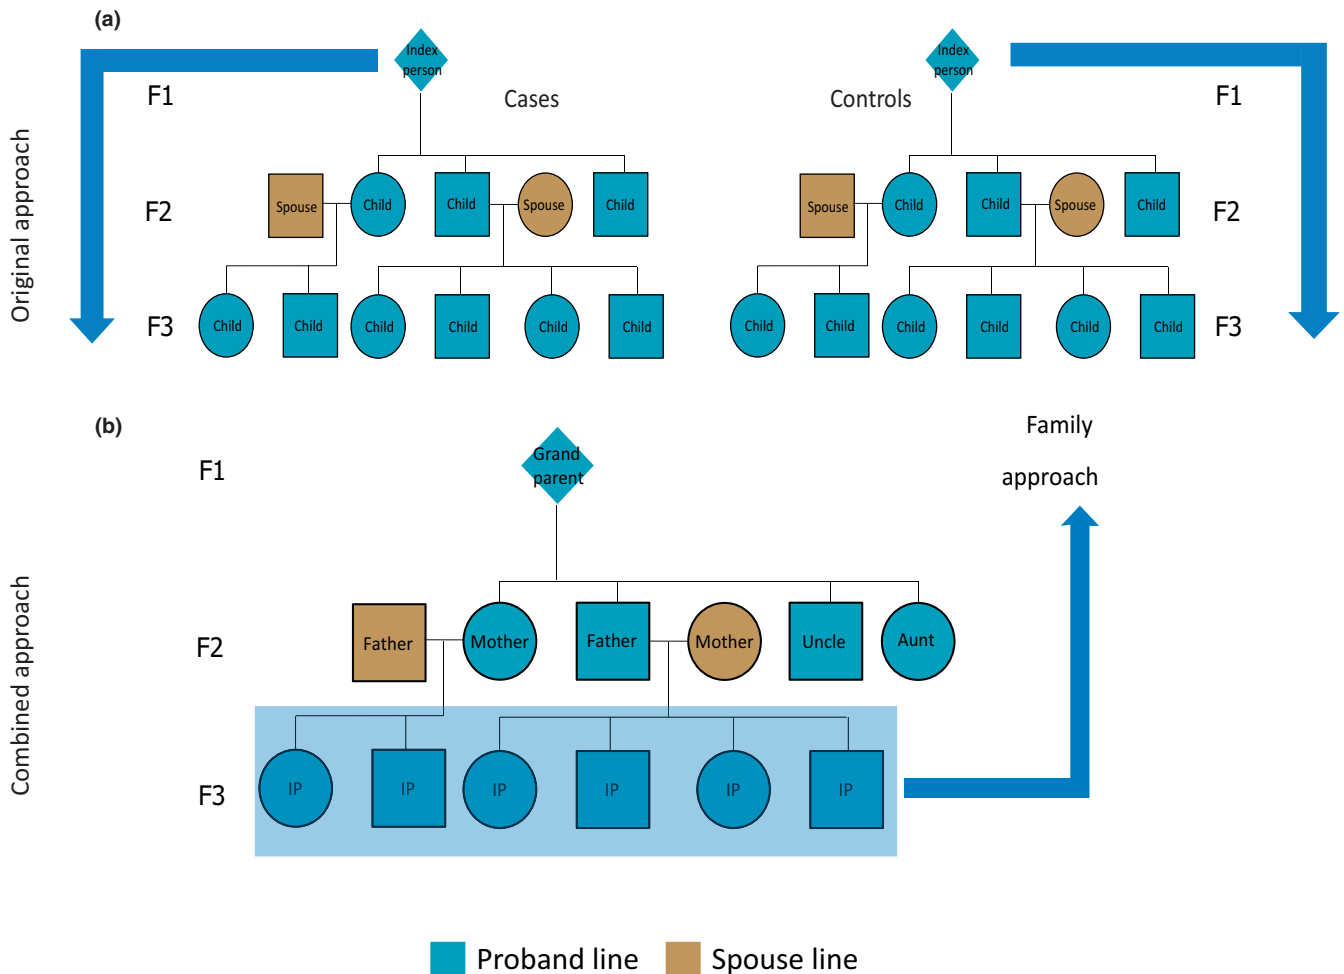 (a)
Original approach
Index
person
Index
person
F1
Cases
Controls
F1
F2
Spouse
Child
Child
Spouse
Child
Spouse
Child
Child
Spouse
Child
F2
F3
Child
Child
Child
Child
Child
Child
Child
Child
Child
Child
Child
Child
F3
(b)
Combined approach
Family
approach
F1
Grand
parent
F2
Father
Mother
Father
Mother
Uncle
Aunt
F3
IP
IP
IP
IP
IP
IP
Proband line
Spouse line